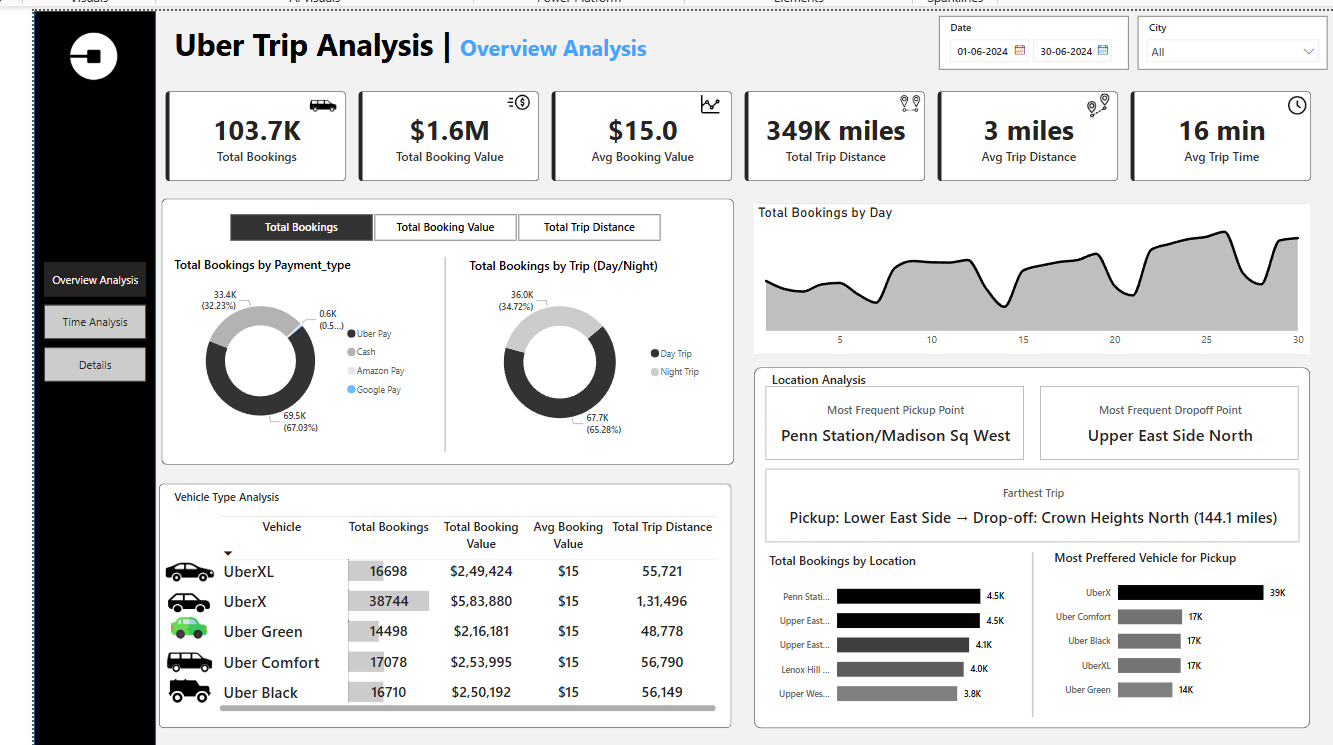 Uber Trip Analysis | Overview Analysis
Date
01-06-2024 30-06-2024
City
All
103.7K
Total Bookings
$1.6M
Total Booking Value
$15.0
Avg Booking Value
349K miles
Total Trip Distance
3 miles
Avg Trip Distance
16 min
Avg Trip Time
Overview Analysis
Time Analysis
Details
Total Bookings Total Booking Value Total Trip Distance
Total Bookings by Payment_type
33.4K
(32.23%)
0.6K
(0.5...)
69.5K
(67.03%)
Uber Pay
Cash
Amazon Pay
Google Pay
Total Bookings by Trip (Day/Night)
36.0K
(34.72%)
67.7K
(65.28%)
Day Trip
Night Trip
Total Bookings by Day
5 10 15 20 25 30
Vehicle Type Analysis
Vehicle Total Bookings Total Booking Value Avg Booking Value Total Trip Distance
UberXL 16698 $2,49,424 $15 55,721
UberX 38744 $5,83,880 $15 1,31,496
Uber Green 14498 $2,16,181 $15 48,778
Uber Comfort 17078 $2,53,995 $15 56,790
Uber Black 16710 $2,50,192 $15 56,149
Location Analysis
Most Frequent Pickup Point
Penn Station/Madison Sq West
Most Frequent Dropoff Point
Upper East Side North
Farthest Trip
Pickup: Lower East Side → Drop-off: Crown Heights North (144.1 miles)
Total Bookings by Location
Penn Stati... 4.5K
Upper East... 4.5K
Upper East... 4.1K
Lenox Hill ... 4.0K
Upper Wes... 3.8K
Most Preffered Vehicle for Pickup
UberX 39K
Uber Comfort 17K
Uber Black 17K
UberXL 17K
Uber Green 14K